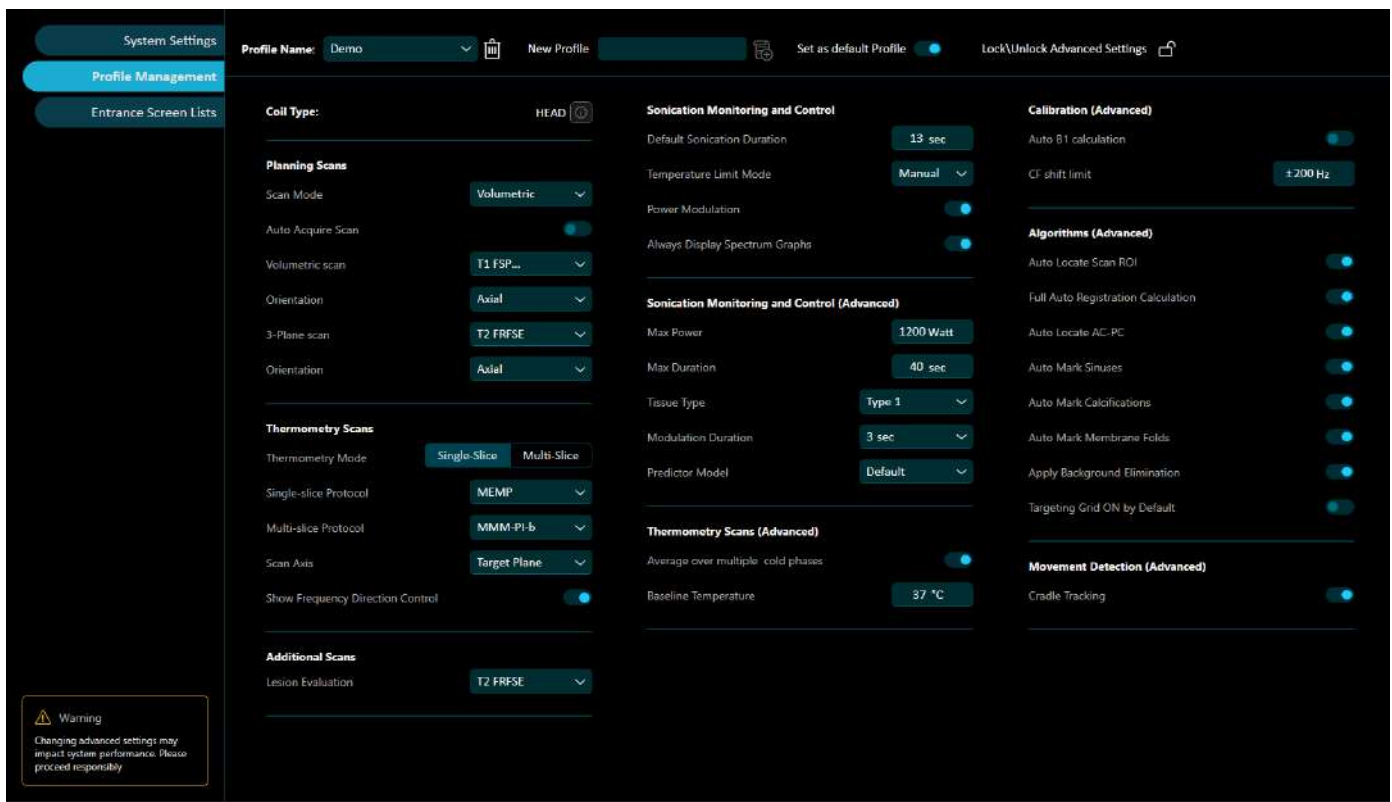 System Settings
Profile Management
Entrance Screen Lists
Profile Name: Demo
New Profile
Set as default Profile
Lock\Unlock Advanced Settings
Coil Type: HEAD
Planning Scans
Scan Mode Volumetric
Auto Acquire Scan
Volumetric scan T1 FSP...
Orientation Axial
3-Plane scan T2 FRFSE
Orientation Axial
Thermometry Scans
Thermometry Mode Single-Slice Multi-Slice
Single-slice Protocol MEMP
Multi-slice Protocol MMM-PI-b
Scan Axis Target Plane
Show Frequency Direction Control
Additional Scans
Lesion Evaluation T2 FRFSE
Sonication Monitoring and Control
Default Sonication Duration 13 sec
Temperature Limit Mode Manual
Power Modulation
Always Display Spectrum Graphs
Sonication Monitoring and Control (Advanced)
Max Power 1200 Watt
Max Duration 40 sec
Tissue Type Type 1
Modulation Duration 3 sec
Predictor Model Default
Thermometry Scans (Advanced)
Average over multiple cold phases
Baseline Temperature 37 °C
Calibration (Advanced)
Auto B1 calculation
CF shift limit ±200 Hz
Algorithms (Advanced)
Auto Locate Scan ROI
Full Auto Registration Calculation
Auto Locate AC-PC
Auto Mark Sinuses
Auto Mark Calcifications
Auto Mark Membrane Folds
Apply Background Elimination
Targeting Grid ON by Default
Movement Detection (Advanced)
Cradle Tracking
Warning
Changing advanced settings may
impact system performance. Please
proceed responsibly